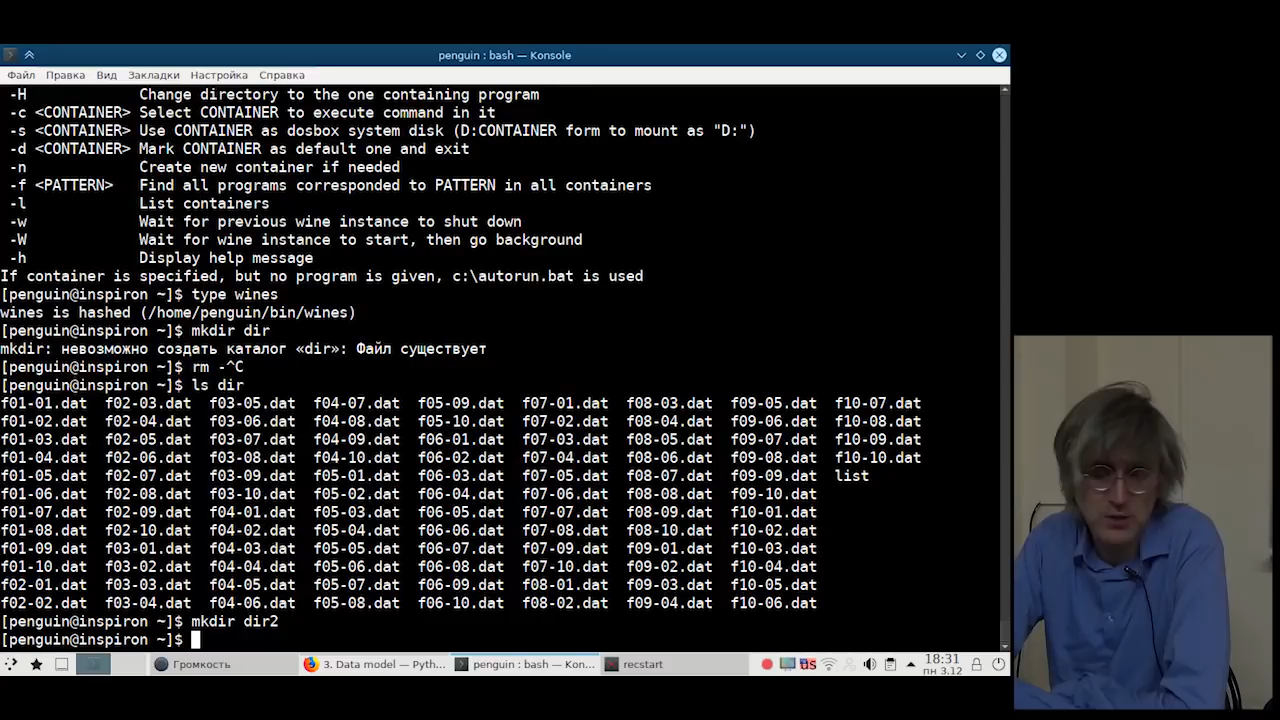 penguin : bash — Konsole
Файл Правка Вид Закладки Настройка Справка
-H Change directory to the one containing program
-c <CONTAINER> Select CONTAINER to execute command in it
-s <CONTAINER> Use CONTAINER as dosbox system disk (D:CONTAINER form to mount as "D:")
-d <CONTAINER> Mark CONTAINER as default one and exit
-n Create new container if needed
-f <PATTERN> Find all programs corresponded to PATTERN in all containers
-l List containers
-w Wait for previous wine instance to shut down
-W Wait for wine instance to start, then go background
-h Display help message
If container is specified, but no program is given, c:\autorun.bat is used
[penguin@inspiron ~]$ type wines
wines is hashed (/home/penguin/bin/wines)
[penguin@inspiron ~]$ mkdir dir
mkdir: невозможно создать каталог «dir»: Файл существует
[penguin@inspiron ~]$ rm -^C
[penguin@inspiron ~]$ ls dir
f01-01.dat f02-03.dat f03-05.dat f04-07.dat f05-09.dat f07-01.dat f08-03.dat f09-05.dat f10-07.dat
f01-02.dat f02-04.dat f03-06.dat f04-08.dat f05-10.dat f07-02.dat f08-04.dat f09-06.dat f10-08.dat
f01-03.dat f02-05.dat f03-07.dat f04-09.dat f06-01.dat f07-03.dat f08-05.dat f09-07.dat f10-09.dat
f01-04.dat f02-06.dat f03-08.dat f04-10.dat f06-02.dat f07-04.dat f08-06.dat f09-08.dat f10-10.dat
f01-05.dat f02-07.dat f03-09.dat f05-01.dat f06-03.dat f07-05.dat f08-07.dat f09-09.dat list
f01-06.dat f02-08.dat f03-10.dat f05-02.dat f06-04.dat f07-06.dat f08-08.dat f09-10.dat
f01-07.dat f02-09.dat f04-01.dat f05-03.dat f06-05.dat f07-07.dat f08-09.dat f10-01.dat
f01-08.dat f02-10.dat f04-02.dat f05-04.dat f06-06.dat f07-08.dat f08-10.dat f10-02.dat
f01-09.dat f03-01.dat f04-03.dat f05-05.dat f06-07.dat f07-09.dat f09-01.dat f10-03.dat
f01-10.dat f03-02.dat f04-04.dat f05-06.dat f06-08.dat f07-10.dat f09-02.dat f10-04.dat
f02-01.dat f03-03.dat f04-05.dat f05-07.dat f06-09.dat f08-01.dat f09-03.dat f10-05.dat
f02-02.dat f03-04.dat f04-06.dat f05-08.dat f06-10.dat f08-02.dat f09-04.dat f10-06.dat
[penguin@inspiron ~]$ mkdir dir2
[penguin@inspiron ~]$
Громкость 3. Data model — Pyth... penguin : bash — Kon... recstart US 18:31
пн 3.12